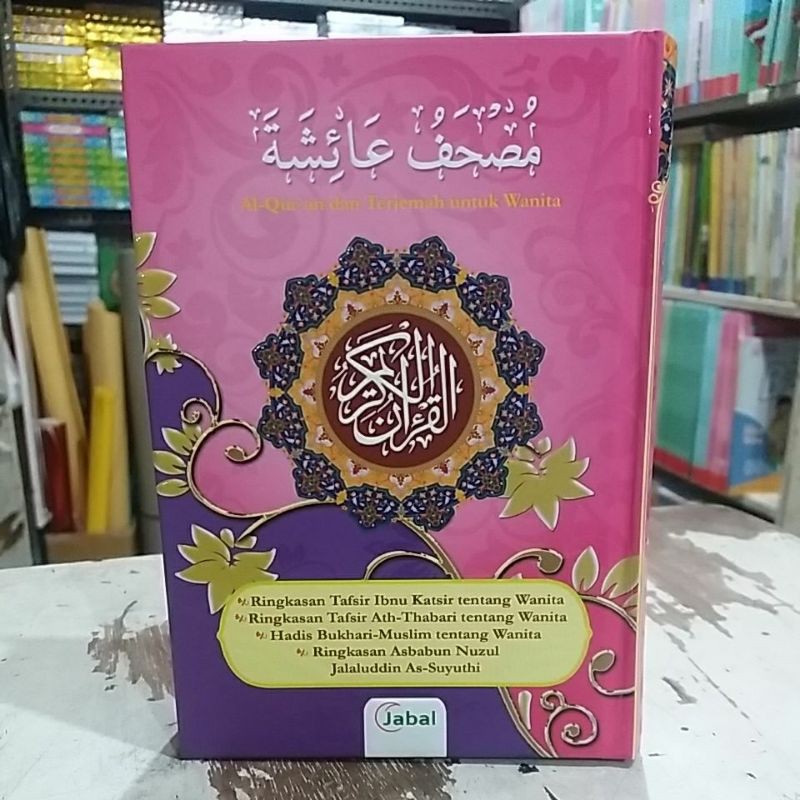 مُصْحَفُ عَائِشَةَ
Al-Qur'an dan Terjemah untuk Wanita
القرآن الكريم
Ringkasan Tafsir Ibnu Katsir tentang Wanita
Ringkasan Tafsir Ath-Thabari tentang Wanita
Hadis Bukhari-Muslim tentang Wanita
Ringkasan Asbabun Nuzul
Jalaluddin As-Suyuthi
Jabal